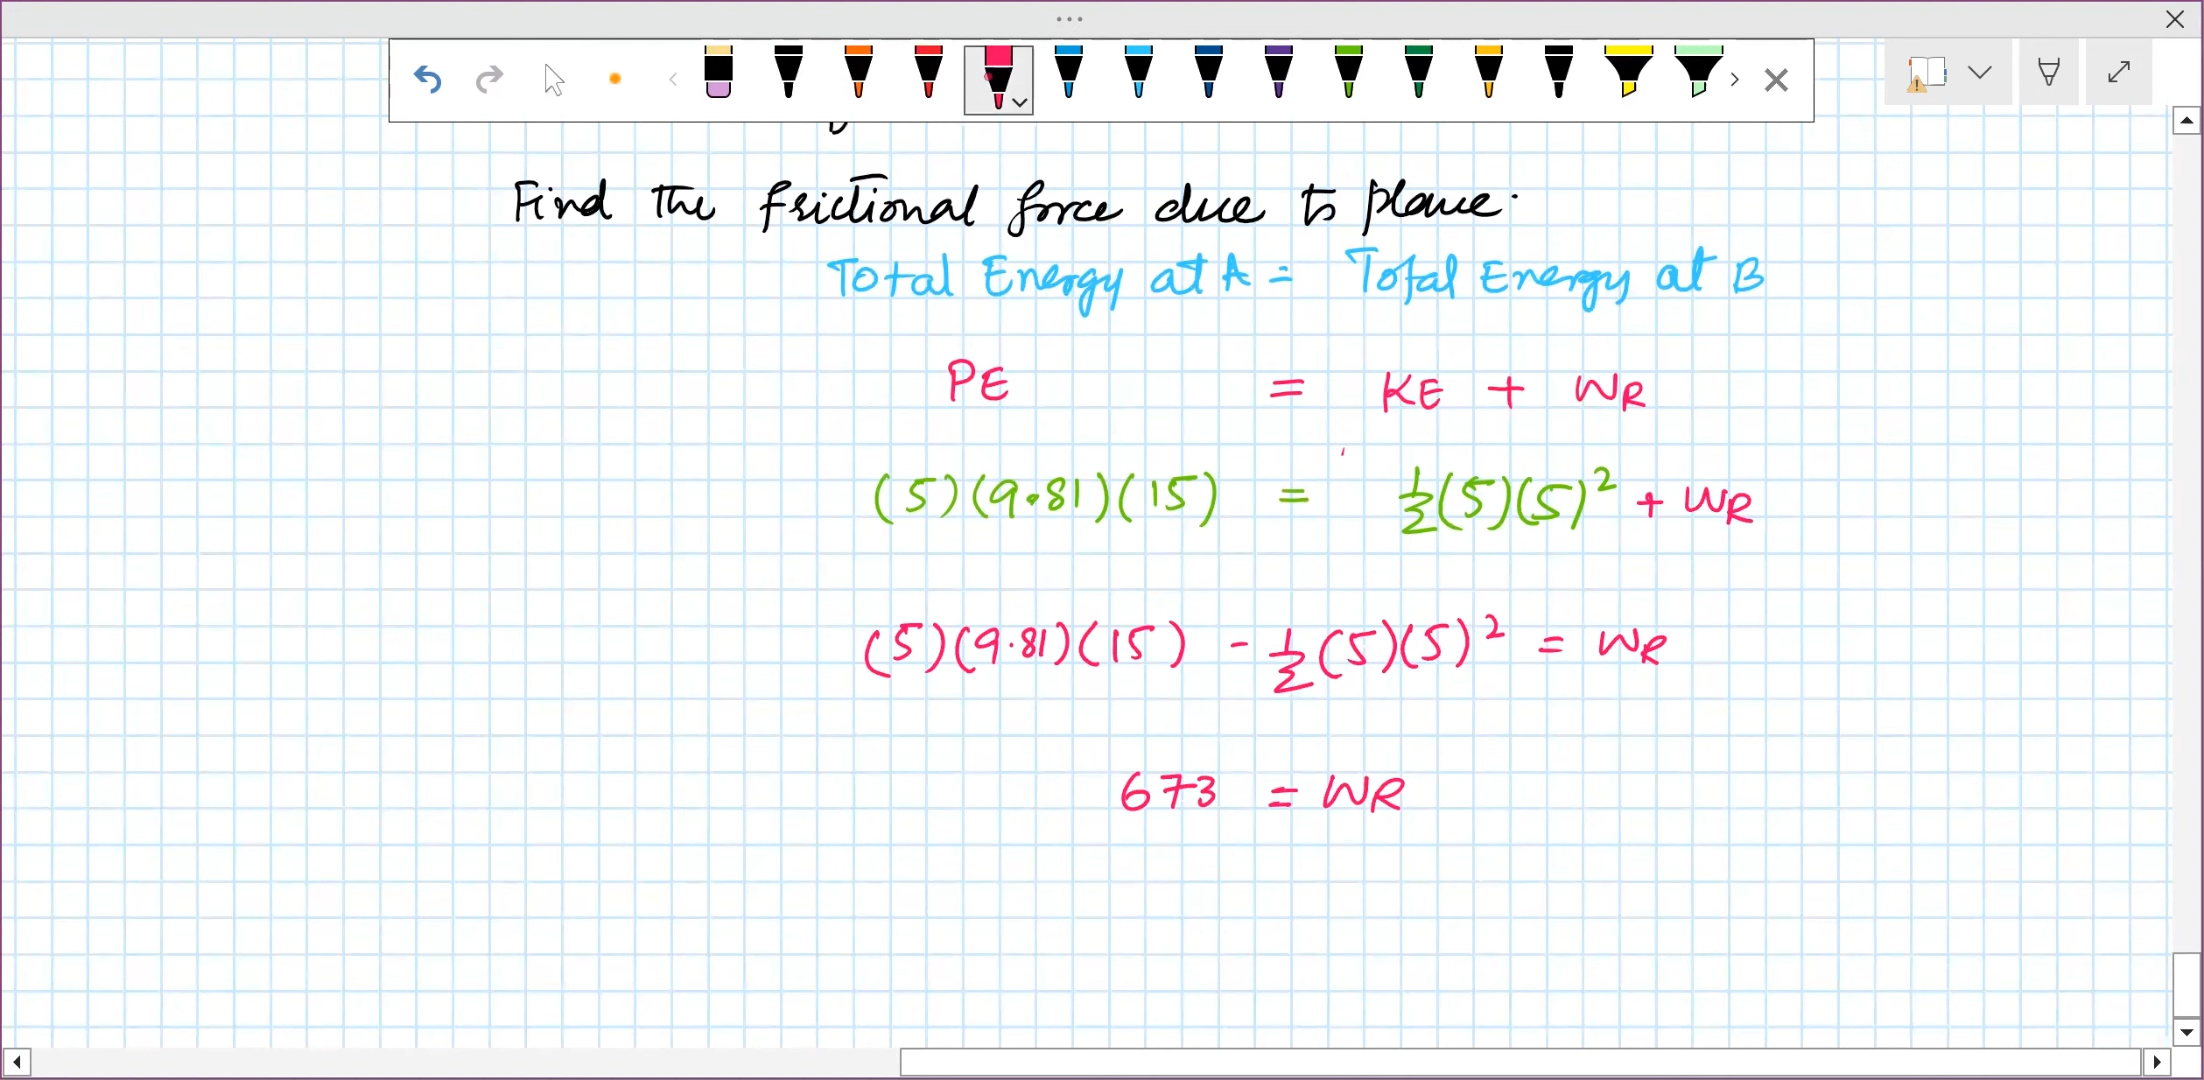 Find the frictional force due to plane.
Total Energy at A = Total Energy at B
PE = KE + WR
(5)(9.81)(15) = 1/2(5)(5)² + WR
(5)(9.81)(15) - 1/2(5)(5)² = WR
673 = WR